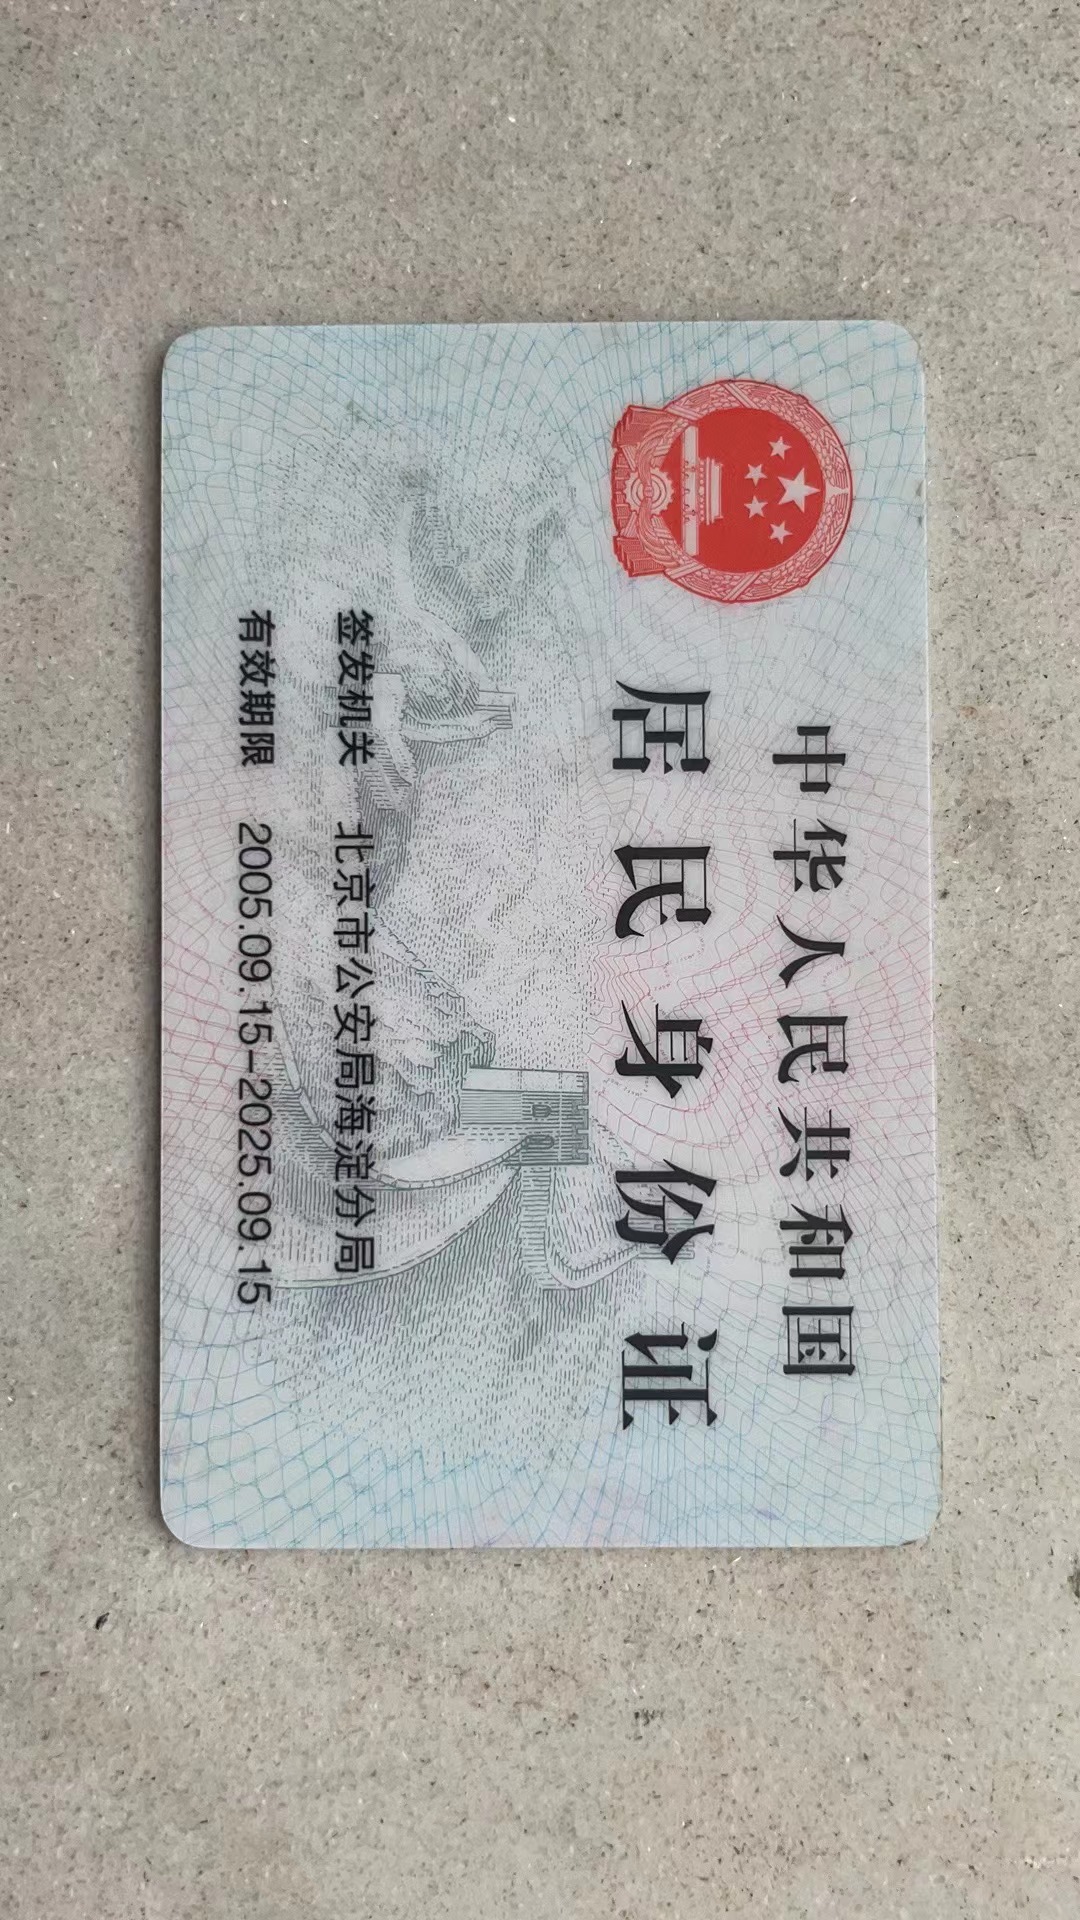 中华人民共和国
居民身份证
签发机关 北京市公安局海淀分局
有效期限 2005.09.15-2025.09.15